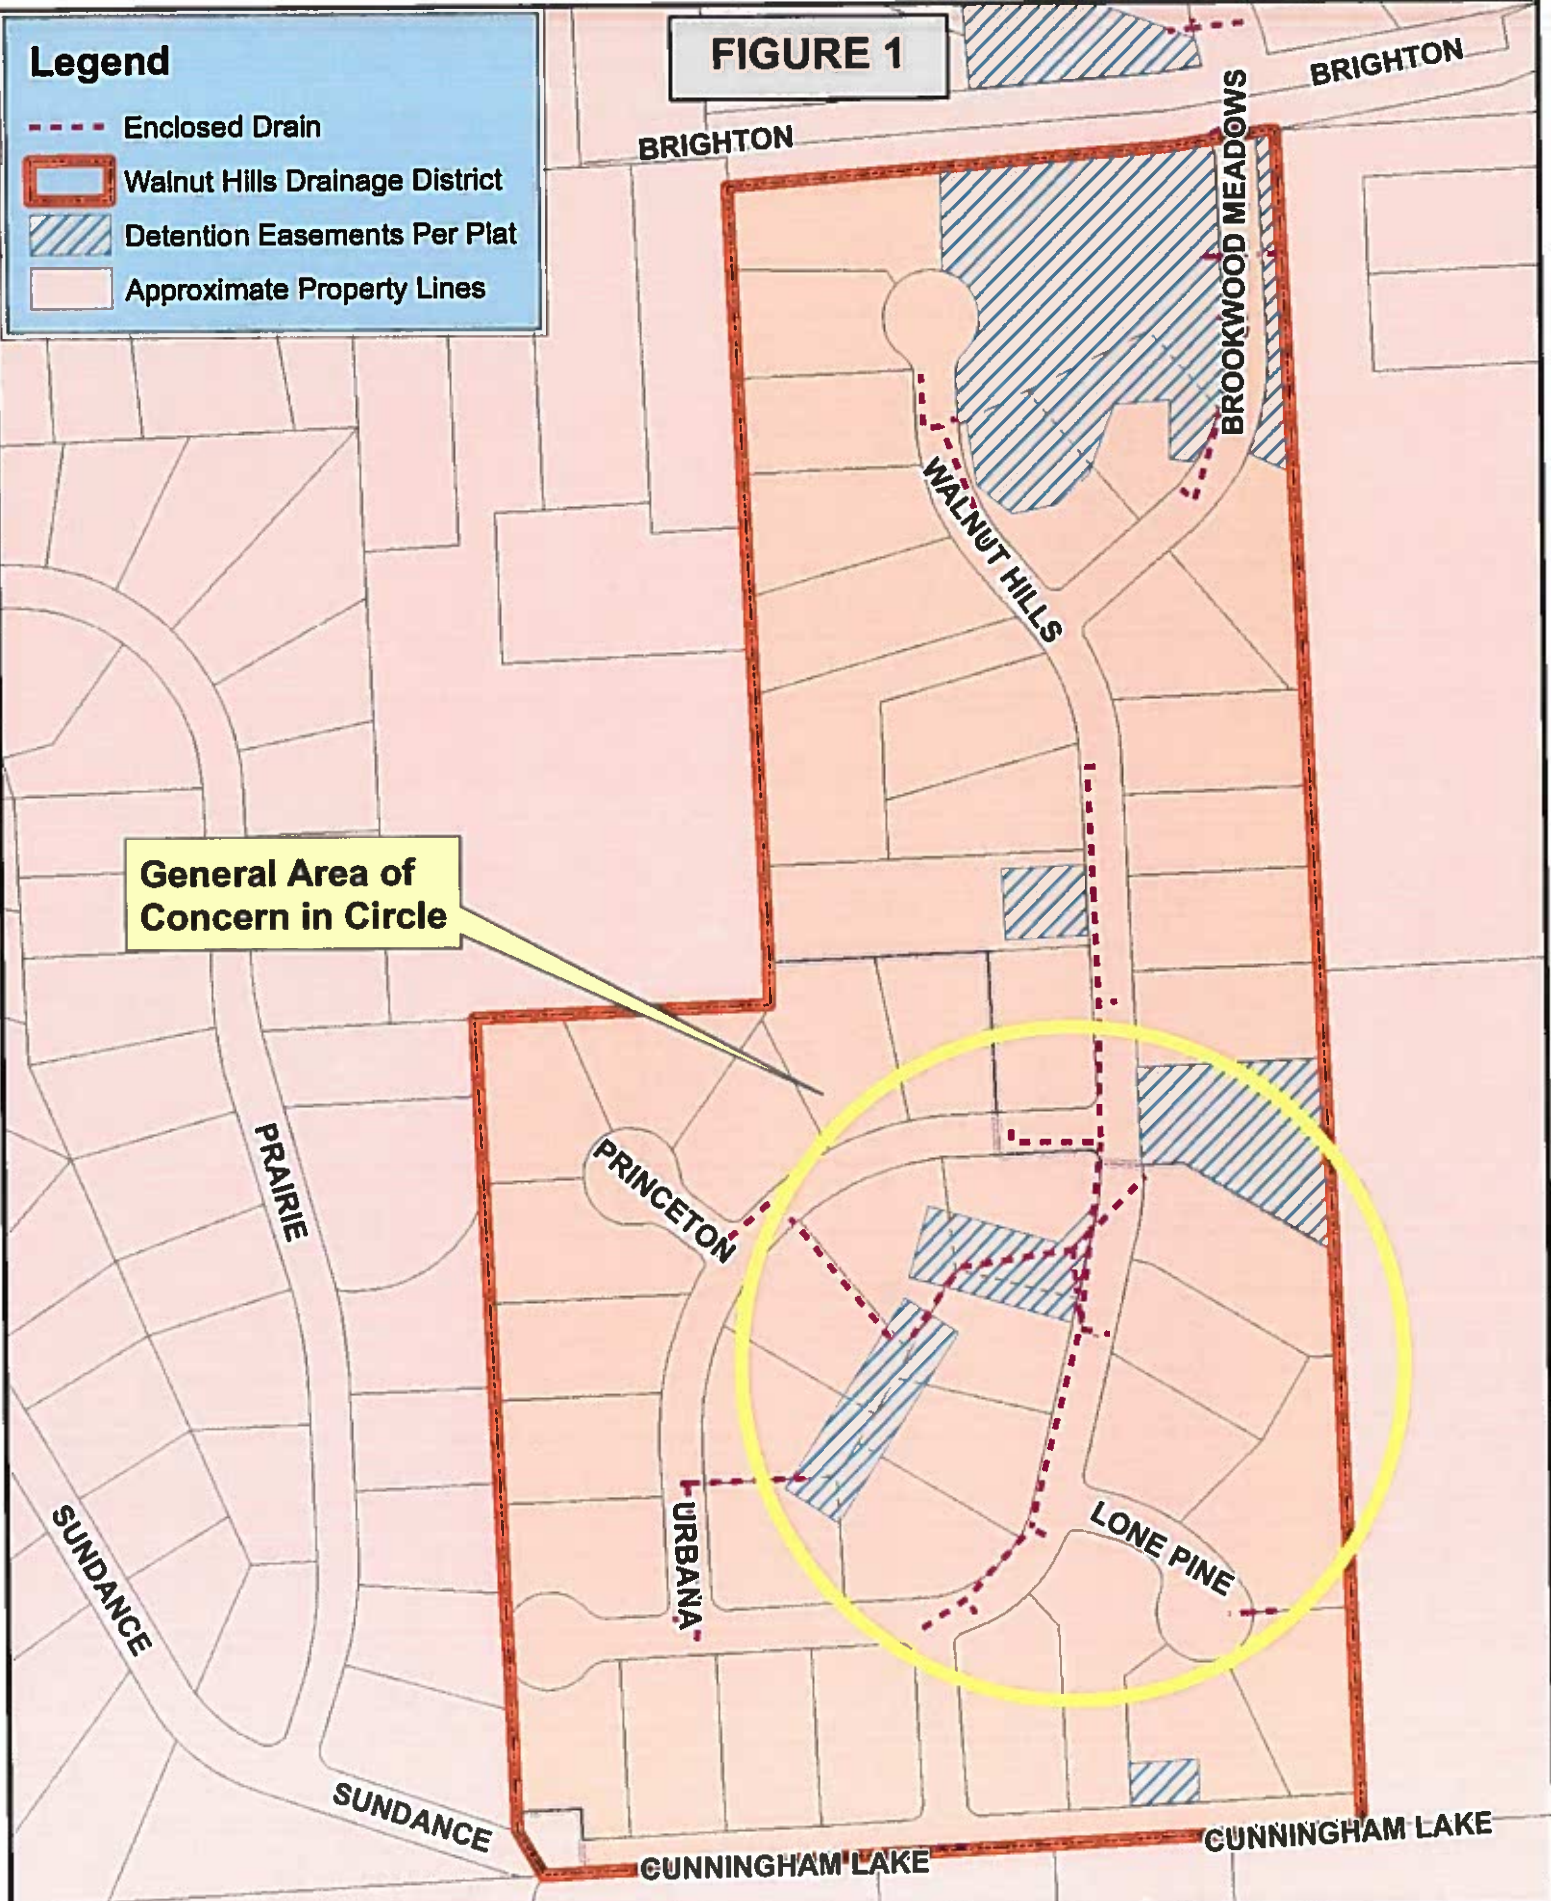 FIGURE 1
Legend
Enclosed Drain
Walnut Hills Drainage District
Detention Easements Per Plat
Approximate Property Lines
BRIGHTON
BRIGHTON
BROOKWOOD MEADOWS
WALNUT HILLS
General Area of
Concern in Circle
PRINCETON
PRAIRIE
URBANA
LONE PINE
SUNDANCE
SUNDANCE
CUNNINGHAM LAKE
CUNNINGHAM LAKE